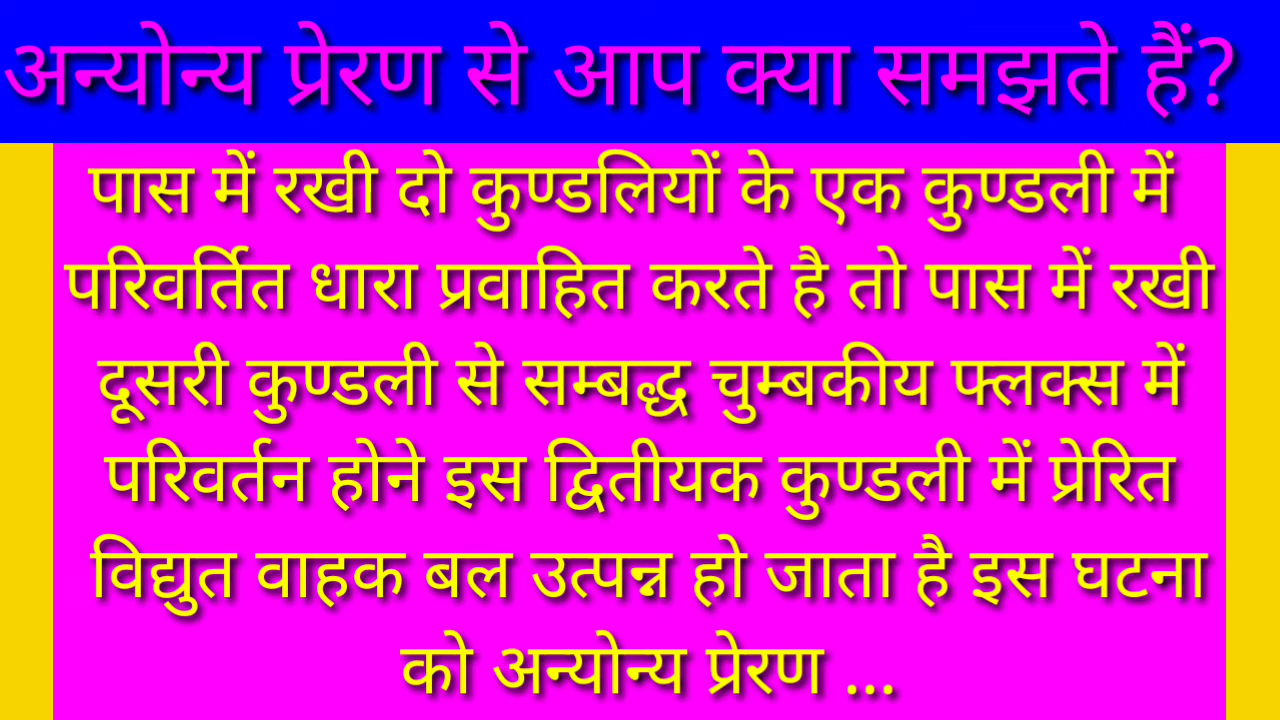 अन्योन्य प्रेरण से आप क्या समझते हैं?
पास में रखी दो कुण्डलियों के एक कुण्डली में
परिवर्तित धारा प्रवाहित करते है तो पास में रखी
दूसरी कुण्डली से सम्बद्ध चुम्बकीय फ्लक्स में
परिवर्तन होने इस द्वितीयक कुण्डली में प्रेरित
विद्युत वाहक बल उत्पन्न हो जाता है इस घटना
को अन्योन्य प्रेरण ...